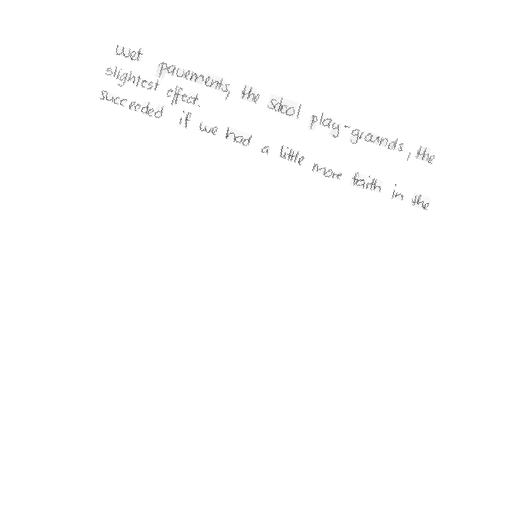 wet pavements, the school play-grounds, the
slightest effect.
succeeded if we had a little more faith in the